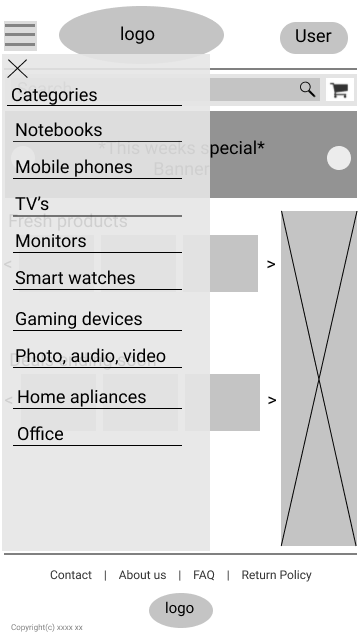 logo
User
Categories
Notebooks
*This weeks special*
Mobile phones
Banner
TV's
Fresh products
Monitors
<
>
Smart watches
Gaming devices
Photo, audio, video
Home apliances
<
>
Office
Contact | About us | FAQ | Return Policy
logo
Copyright(c) xxxx xx